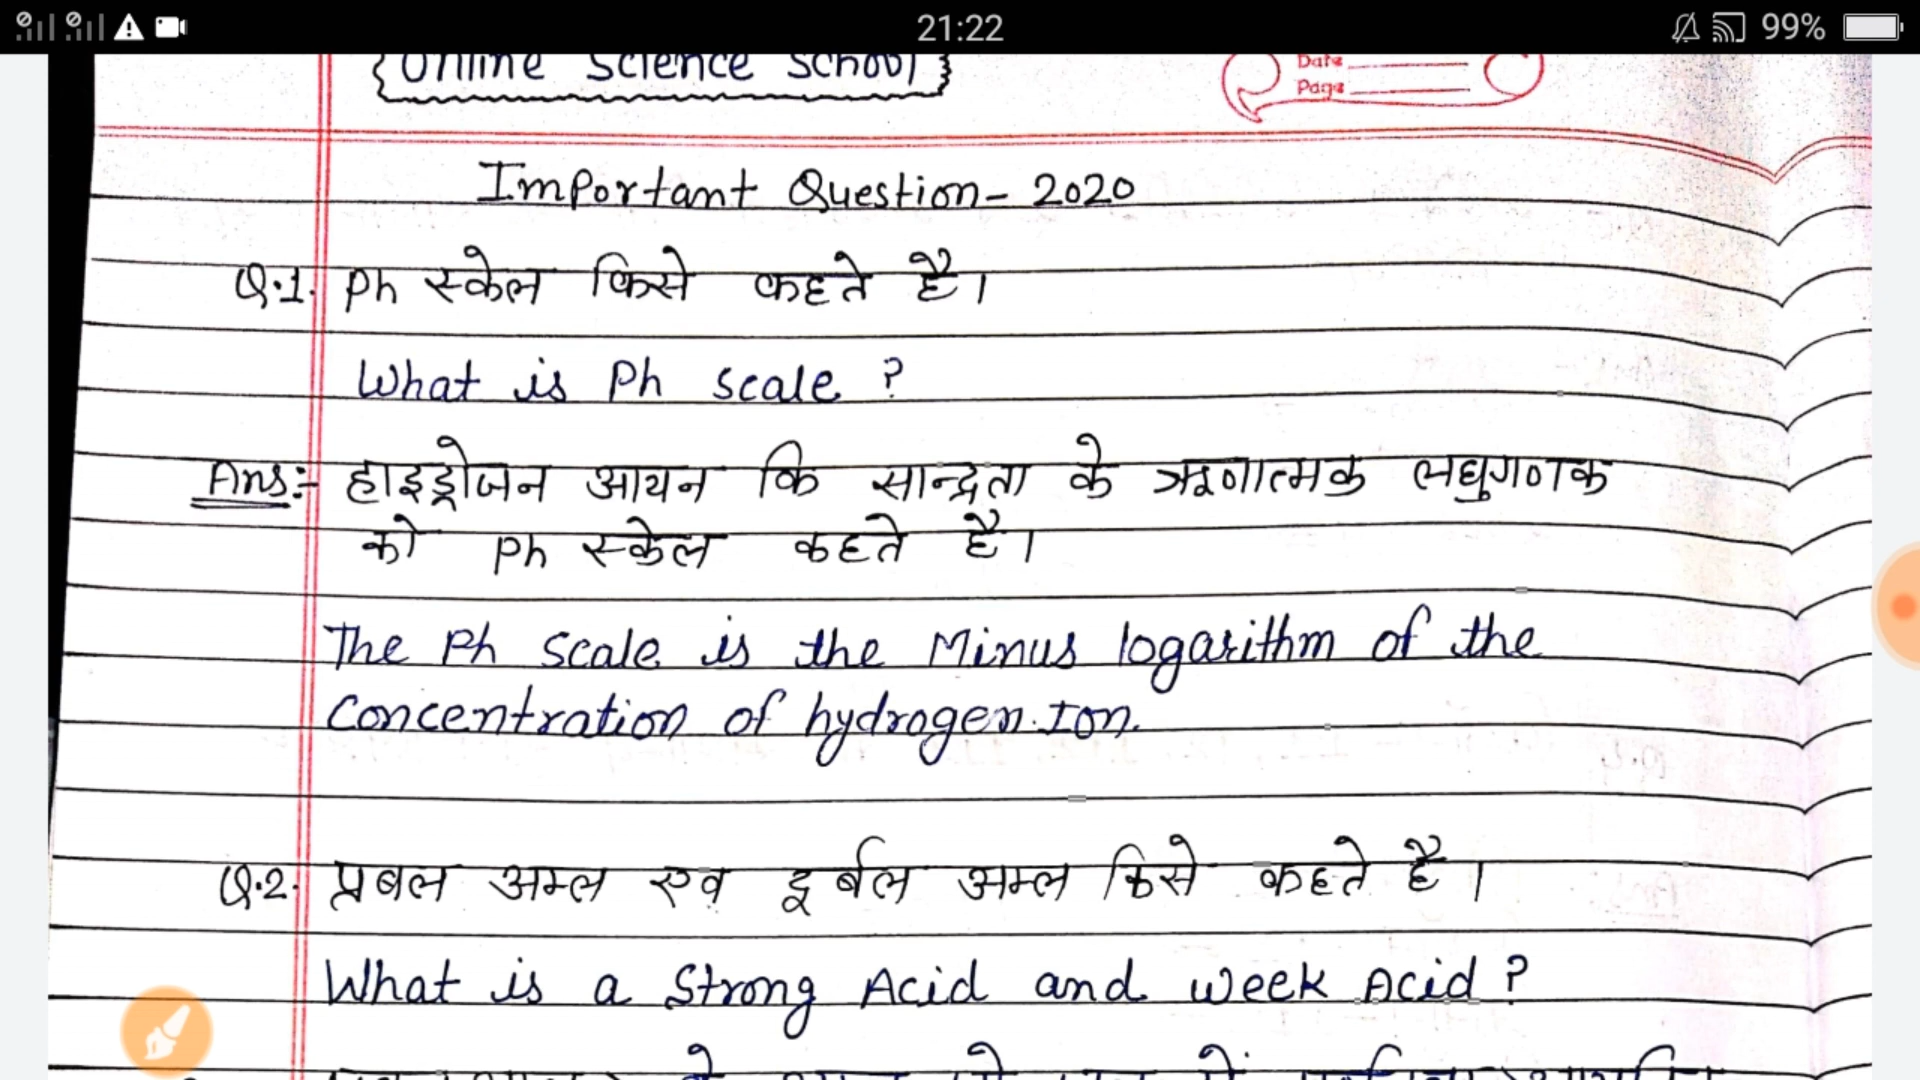 21:22
99%
Online Science School
Date
Page
Important Question- 2020
Q.1. Ph स्केल किसे कहते है।
What is Ph scale ?
Ans:- हाइड्रोजन आयन कि सान्द्रता के ऋणात्मक लघुगणक
को Ph स्केल कहते है।
The Ph Scale is the Minus logarithm of the
Concentration of hydrogen Ion.
Q.2. प्रबल अम्ल एव दूर्बल अम्ल किसे कहते है।
What is a Strong Acid and week Acid ?